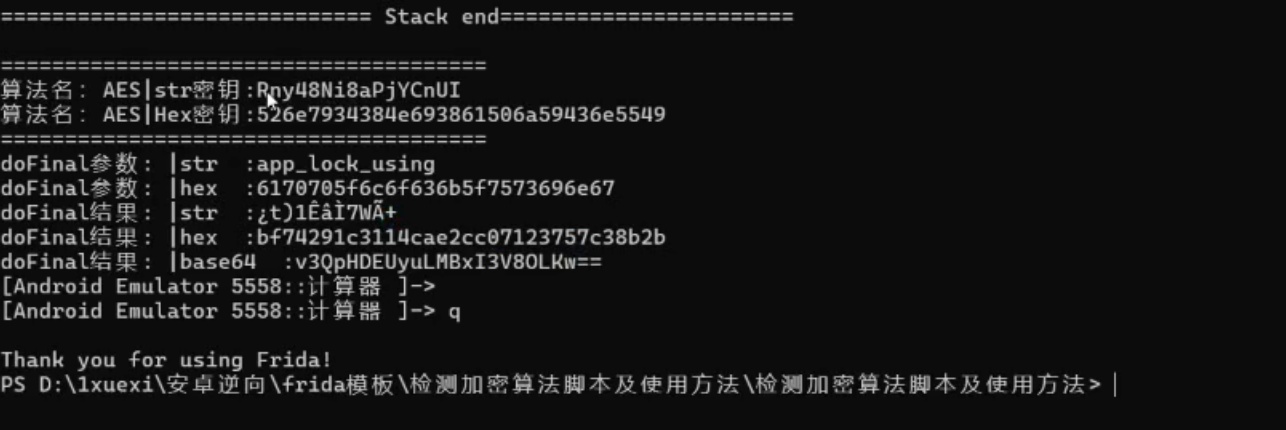 ============================= Stack end=======================
======================================
算法名: AES|str密钥:Rny48Ni8aPjYCnUI
算法名: AES|Hex密钥:526e7934384e693861506a59436e5549
======================================
doFinal参数: |str  :app_lock_using
doFinal参数: |hex  :6170705f6c6f636b5f7573696e67
doFinal结果: |str  :¿t)1ÊâÌ7WÃ+
doFinal结果: |hex  :bf74291c3114cae2cc07123757c38b2b
doFinal结果: |base64  :v3QpHDEUyuLMBxI3V8OLKw==
[Android Emulator 5558::计算器 ]->
[Android Emulator 5558::计算器 ]-> q
Thank you for using Frida!
PS D:\1xuexi\安卓逆向\frida模板\检测加密算法脚本及使用方法\检测加密算法脚本及使用方法>